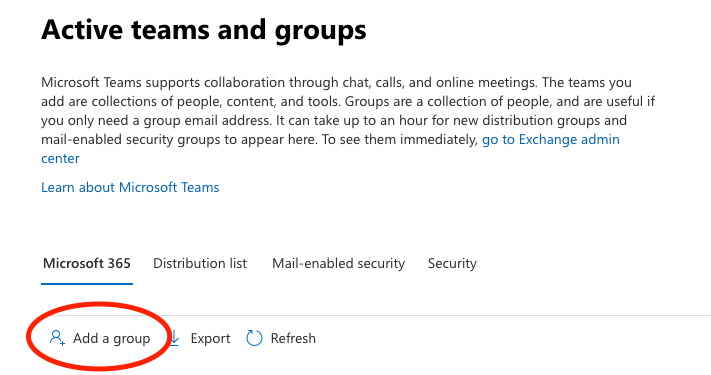 Active teams and groups
Microsoft Teams supports collaboration through chat, calls, and online meetings. The teams you
add are collections of people, content, and tools. Groups are a collection of people, and are useful if
you only need a group email address. It can take up to an hour for new distribution groups and
mail-enabled security groups to appear here. To see them immediately, go to Exchange admin
center
Learn about Microsoft Teams
Microsoft 365 Distribution list Mail-enabled security Security
Add a group Export Refresh